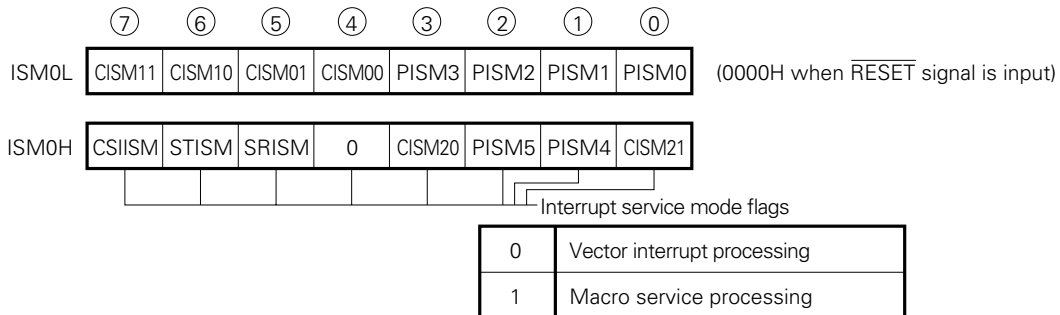 ⑦ ⑥ ⑤ ④ ③ ② ① ⓪
ISM0L CISM11 CISM10 CISM01 CISM00 PISM3 PISM2 PISM1 PISM0 (0000H when R̅E̅S̅E̅T̅ signal is input)
ISM0H CSIISM STISM SRISM 0 CISM20 PISM5 PISM4 CISM21
Interrupt service mode flags
0 Vector interrupt processing
1 Macro service processing